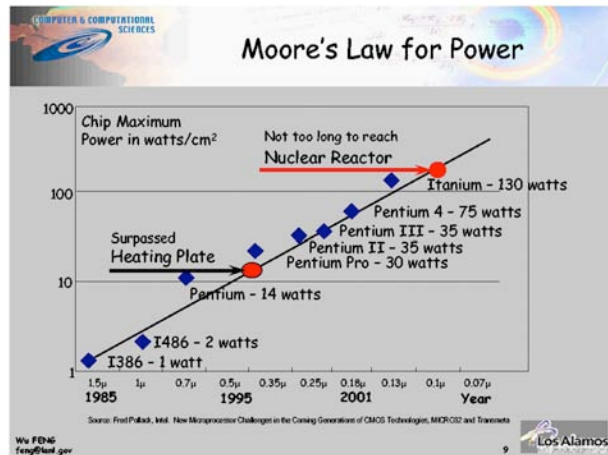 COMPUTER & COMPUTATIONAL
SCIENCES
Moore's Law for Power
1000
Chip Maximum
Power in watts/cm²
Not too long to reach
Nuclear Reactor
100
Itanium – 130 watts
Pentium 4 – 75 watts
Surpassed
Heating Plate
Pentium III – 35 watts
Pentium II – 35 watts
Pentium Pro – 30 watts
10
Pentium – 14 watts
I486 – 2 watts
1
I386 – 1 watt
1.5μ 1μ 0.7μ 0.5μ 0.35μ 0.25μ 0.18μ 0.13μ 0.1μ 0.07μ
1985 1995 2001 Year
Source: Fred Pollack, Intel. New Microprocessor Challenges in the Coming Generations of CMOS Technologies, MICRO32 and Transmeta
Wu FENG
feng@lanl.gov
9
Los Alamos